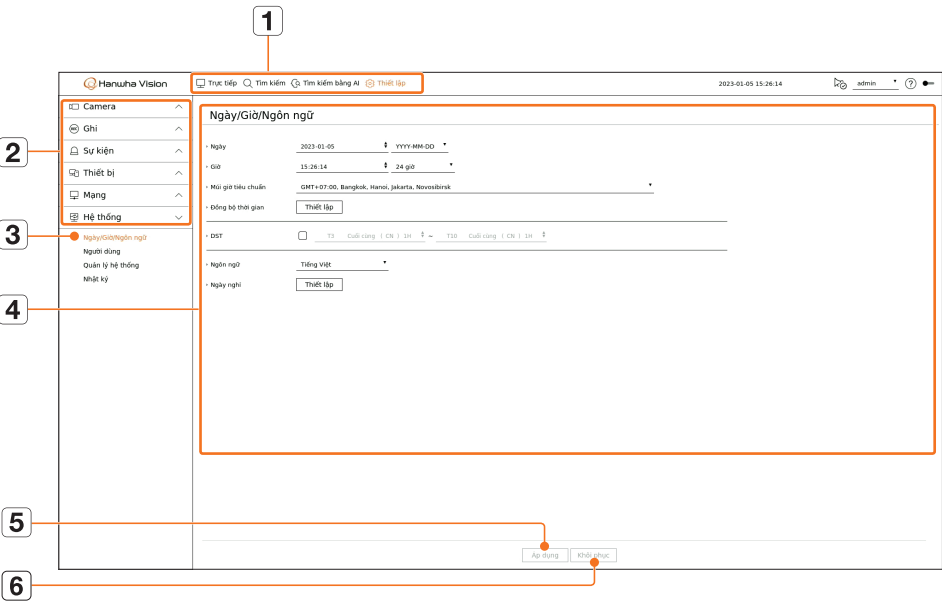 1
Hanwha Vision Trực tiếp Tìm kiếm Tìm kiếm bằng AI Thiết lập 2023-01-05 15:26:14 admin ?
2
Camera
Ghi
Sự kiện
Thiết bị
Mạng
Hệ thống
3
Ngày/Giờ/Ngôn ngữ
Người dùng
Quản lý hệ thống
Nhật ký
4
Ngày/Giờ/Ngôn ngữ
Ngày 2023-01-05 YYYY-MM-DD
Giờ 15:26:14 24 giờ
Múi giờ tiêu chuẩn GMT+07:00, Bangkok, Hanoi, Jakarta, Novosibirsk
Đồng bộ thời gian Thiết lập
DST T3 Cuối cùng ( CN ) 1H ~ T10 Cuối cùng ( CN ) 1H
Ngôn ngữ Tiếng Việt
Ngày nghỉ Thiết lập
5
Áp dụng Khôi phục
6